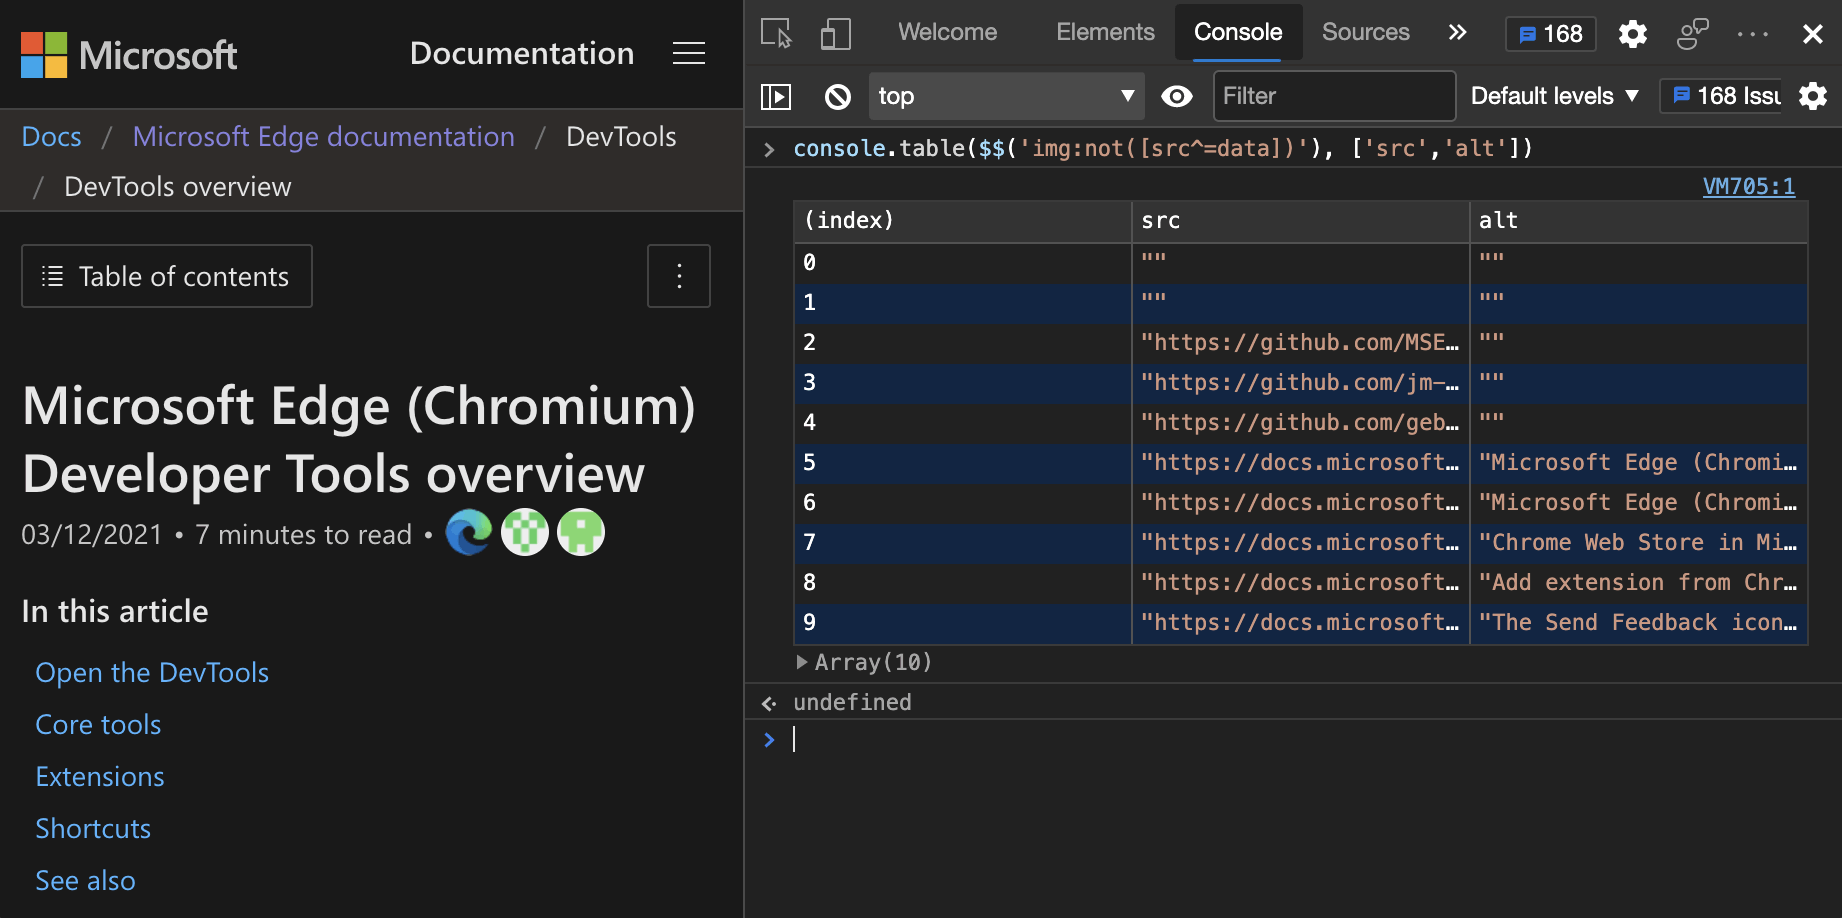 Microsoft
Documentation
Docs / Microsoft Edge documentation / DevTools
/ DevTools overview
Table of contents
Microsoft Edge (Chromium)
Developer Tools overview
03/12/2021 • 7 minutes to read •
In this article
Open the DevTools
Core tools
Extensions
Shortcuts
See also
Welcome Elements Console Sources » 168
top Filter Default levels 168 Issu
> console.table($$('img:not([src^=data])'), ['src','alt'])
VM705:1
(index) src alt
0 "" ""
1 "" ""
2 "https://github.com/MSE… ""
3 "https://github.com/jm-… ""
4 "https://github.com/geb… ""
5 "https://docs.microsoft… "Microsoft Edge (Chromi…
6 "https://docs.microsoft… "Microsoft Edge (Chromi…
7 "https://docs.microsoft… "Chrome Web Store in Mi…
8 "https://docs.microsoft… "Add extension from Chr…
9 "https://docs.microsoft… "The Send Feedback icon…
Array(10)
undefined
>